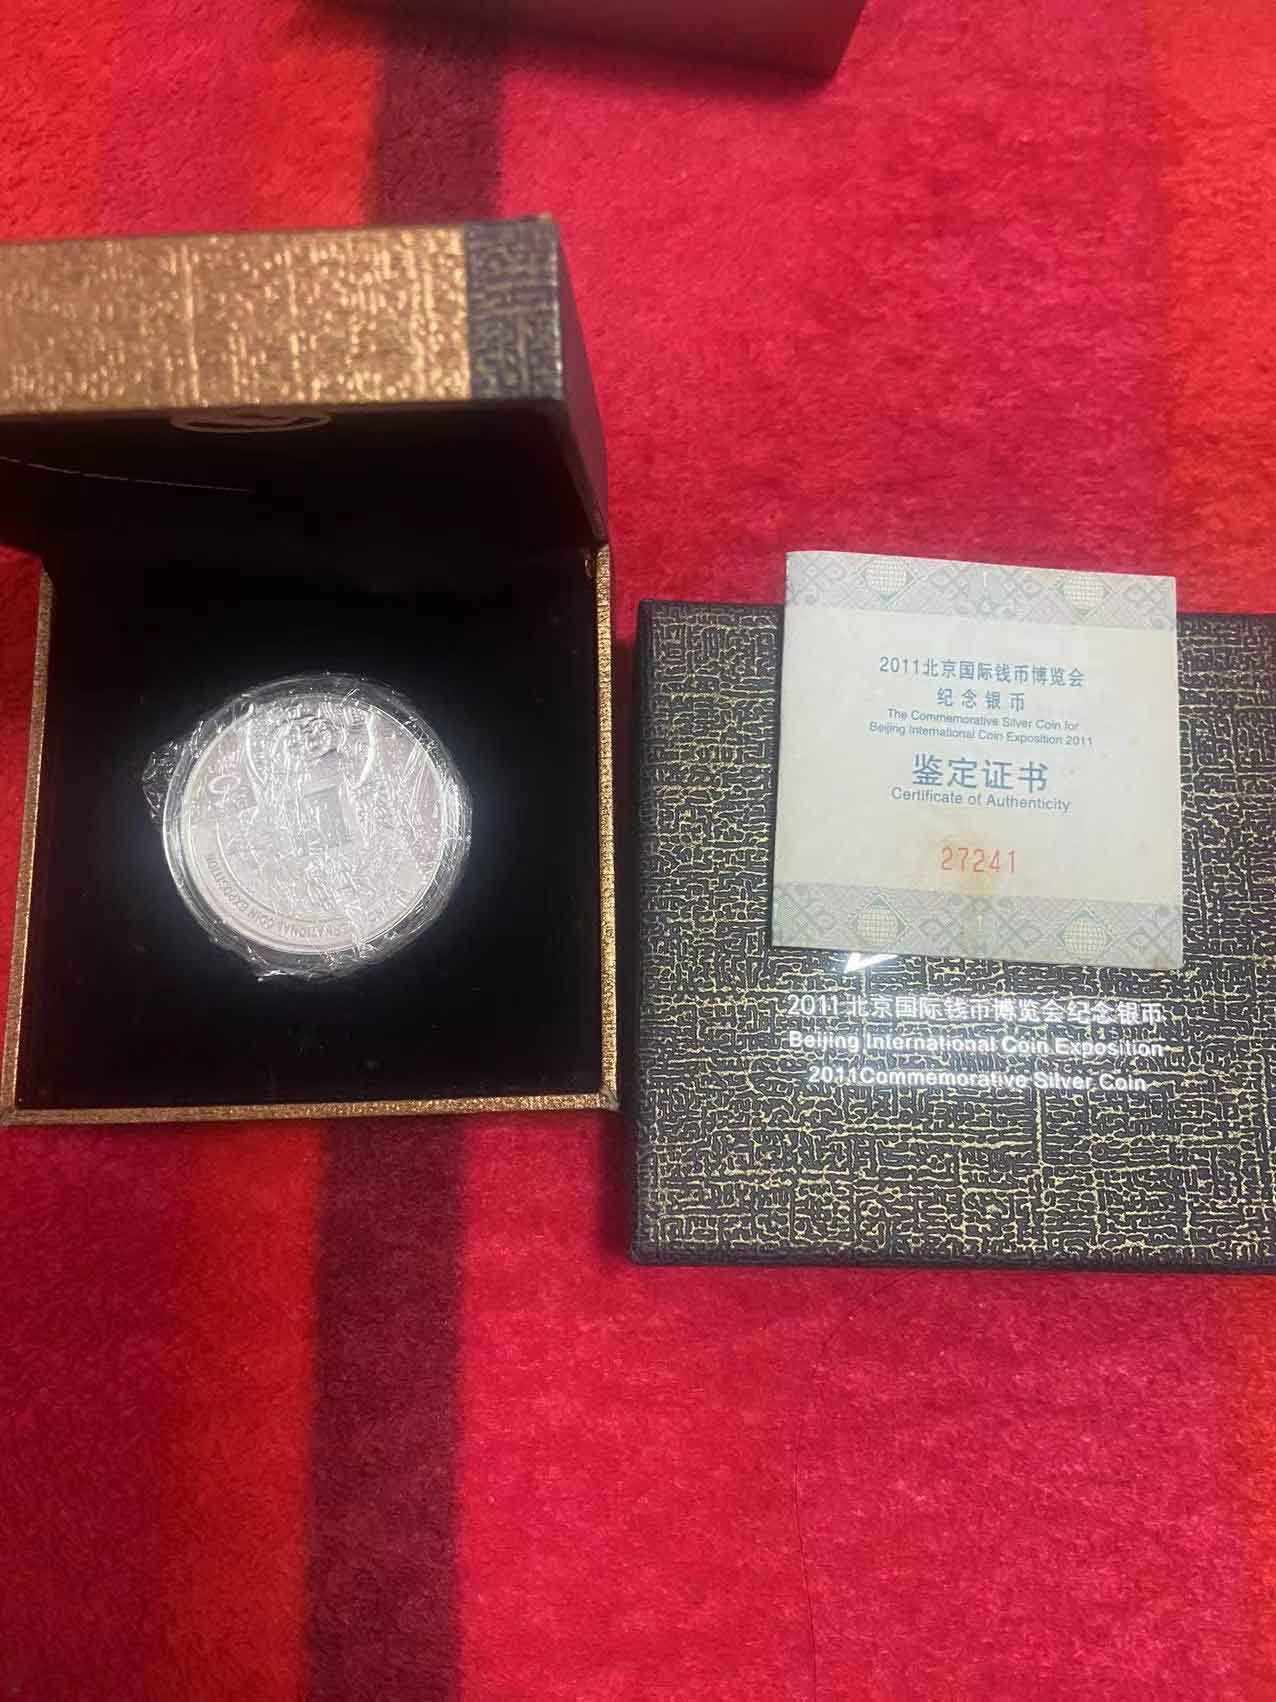 2011北京国际钱币博览会
纪念银币
The Commemorative Silver Coin for
Beijing International Coin Exposition 2011
鉴定证书
Certificate of Authenticity
27241
2011北京国际钱币博览会纪念银币
Beijing International Coin Exposition
2011Commemorative Silver Coin
COIN EXPOSITION